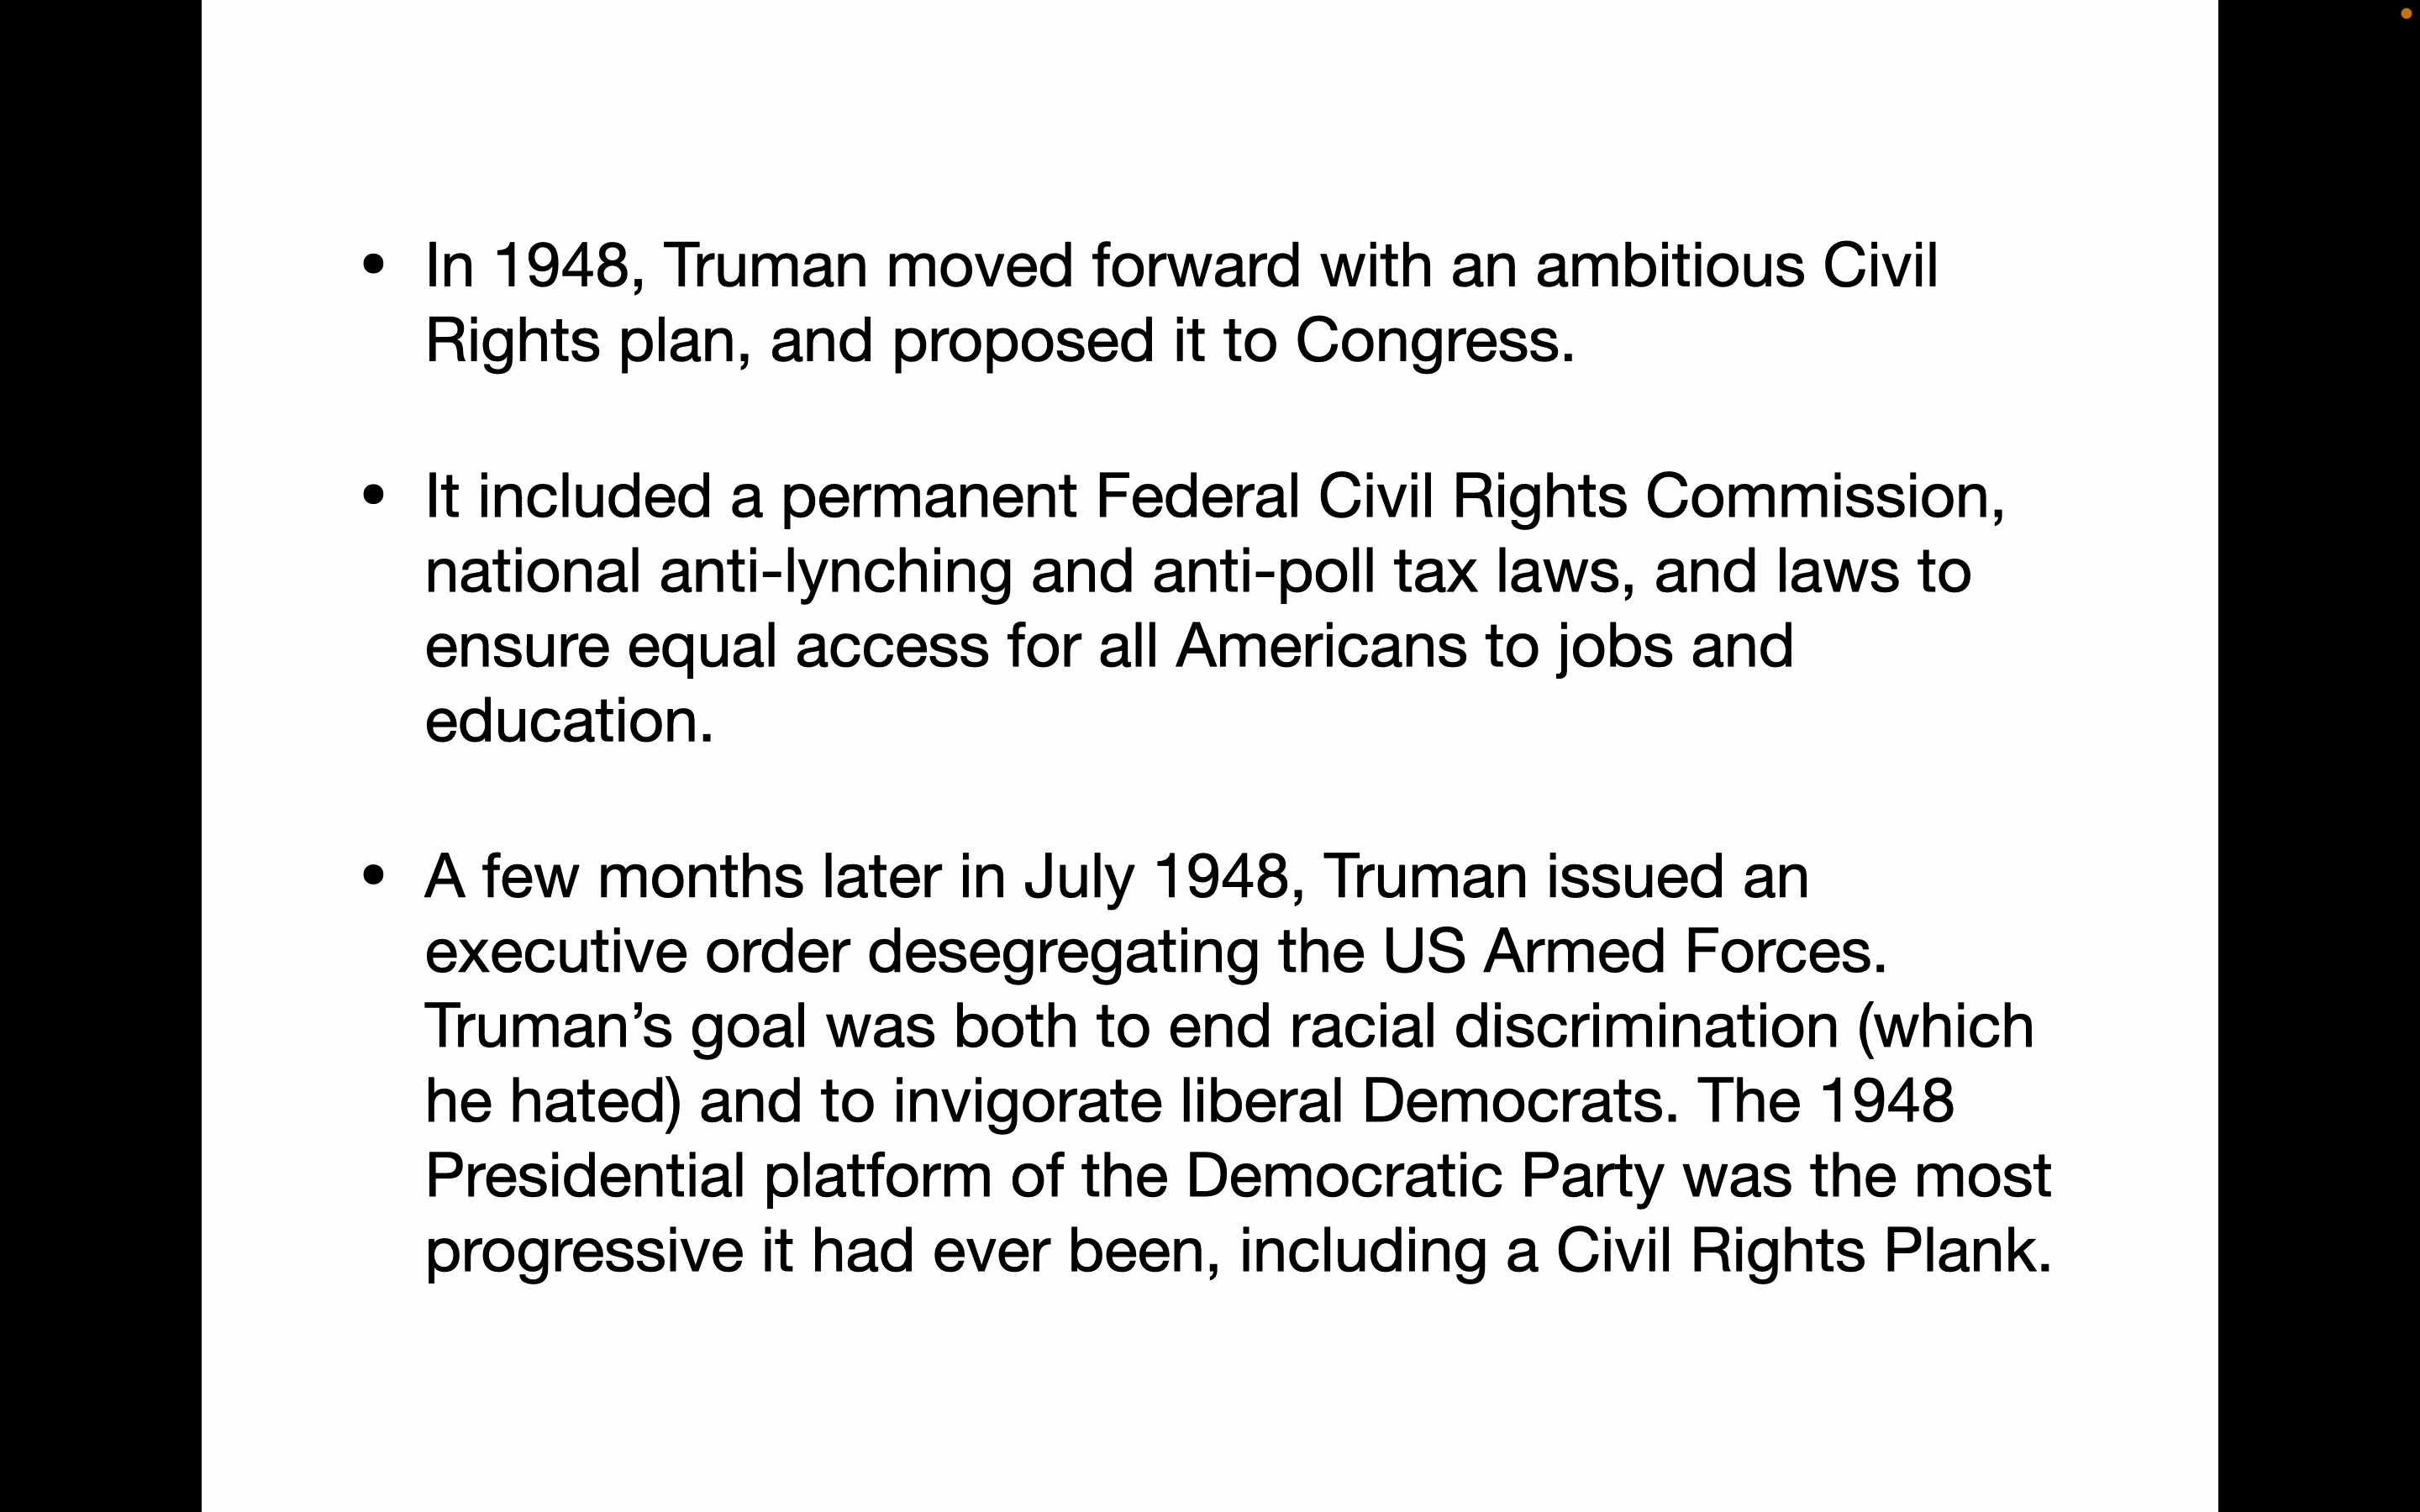 • In 1948, Truman moved forward with an ambitious Civil
Rights plan, and proposed it to Congress.
• It included a permanent Federal Civil Rights Commission,
national anti-lynching and anti-poll tax laws, and laws to
ensure equal access for all Americans to jobs and
education.
• A few months later in July 1948, Truman issued an
executive order desegregating the US Armed Forces.
Truman’s goal was both to end racial discrimination (which
he hated) and to invigorate liberal Democrats. The 1948
Presidential platform of the Democratic Party was the most
progressive it had ever been, including a Civil Rights Plank.